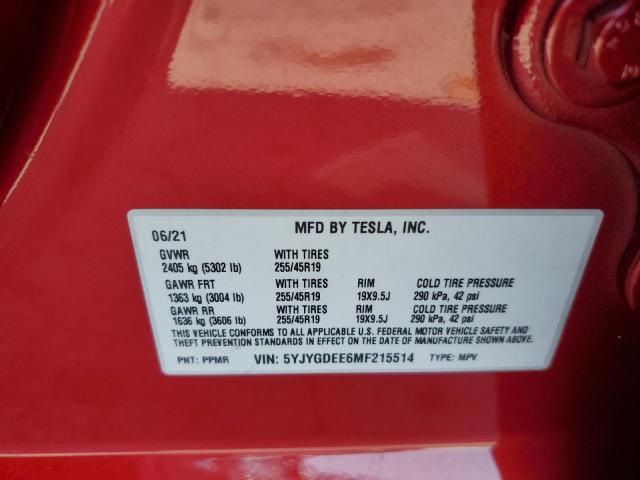 06/21 MFD BY TESLA, INC.
GVWR WITH TIRES
2405 kg (5302 lb) 255/45R19
GAWR FRT WITH TIRES RIM COLD TIRE PRESSURE
1363 kg (3004 lb) 255/45R19 19X9.5J 290 kPa, 42 psi
GAWR RR WITH TIRES RIM COLD TIRE PRESSURE
1636 kg (3606 lb) 255/45R19 19X9.5J 290 kPa, 42 psi
THIS VEHICLE CONFORMS TO ALL APPLICABLE U.S. FEDERAL MOTOR VEHICLE SAFETY AND
THEFT PREVENTION STANDARDS IN EFFECT ON THE DATE OF MANUFACTURE SHOWN ABOVE.
PNT: PPMR VIN: 5YJYGDEE6MF215514 TYPE: MPV